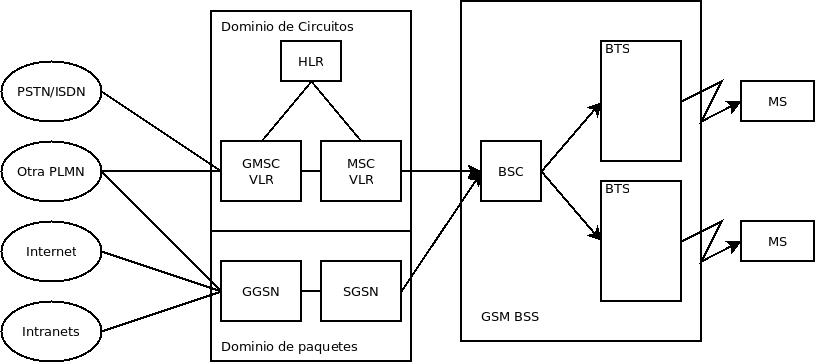 PSTN/ISDN
Otra PLMN
Internet
Intranets
Dominio de Circuitos
HLR
GMSC
VLR
MSC
VLR
GGSN
SGSN
Dominio de paquetes
BSC
BTS
BTS
GSM BSS
MS
MS